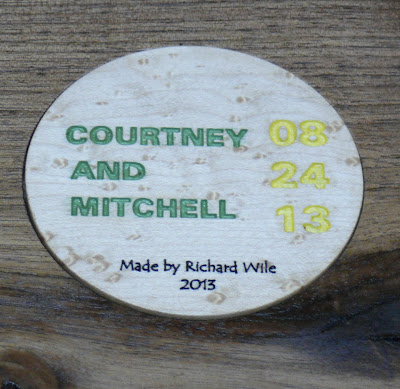 COURTNEY 08
AND 24
MITCHELL 13
Made by Richard Wile
2013